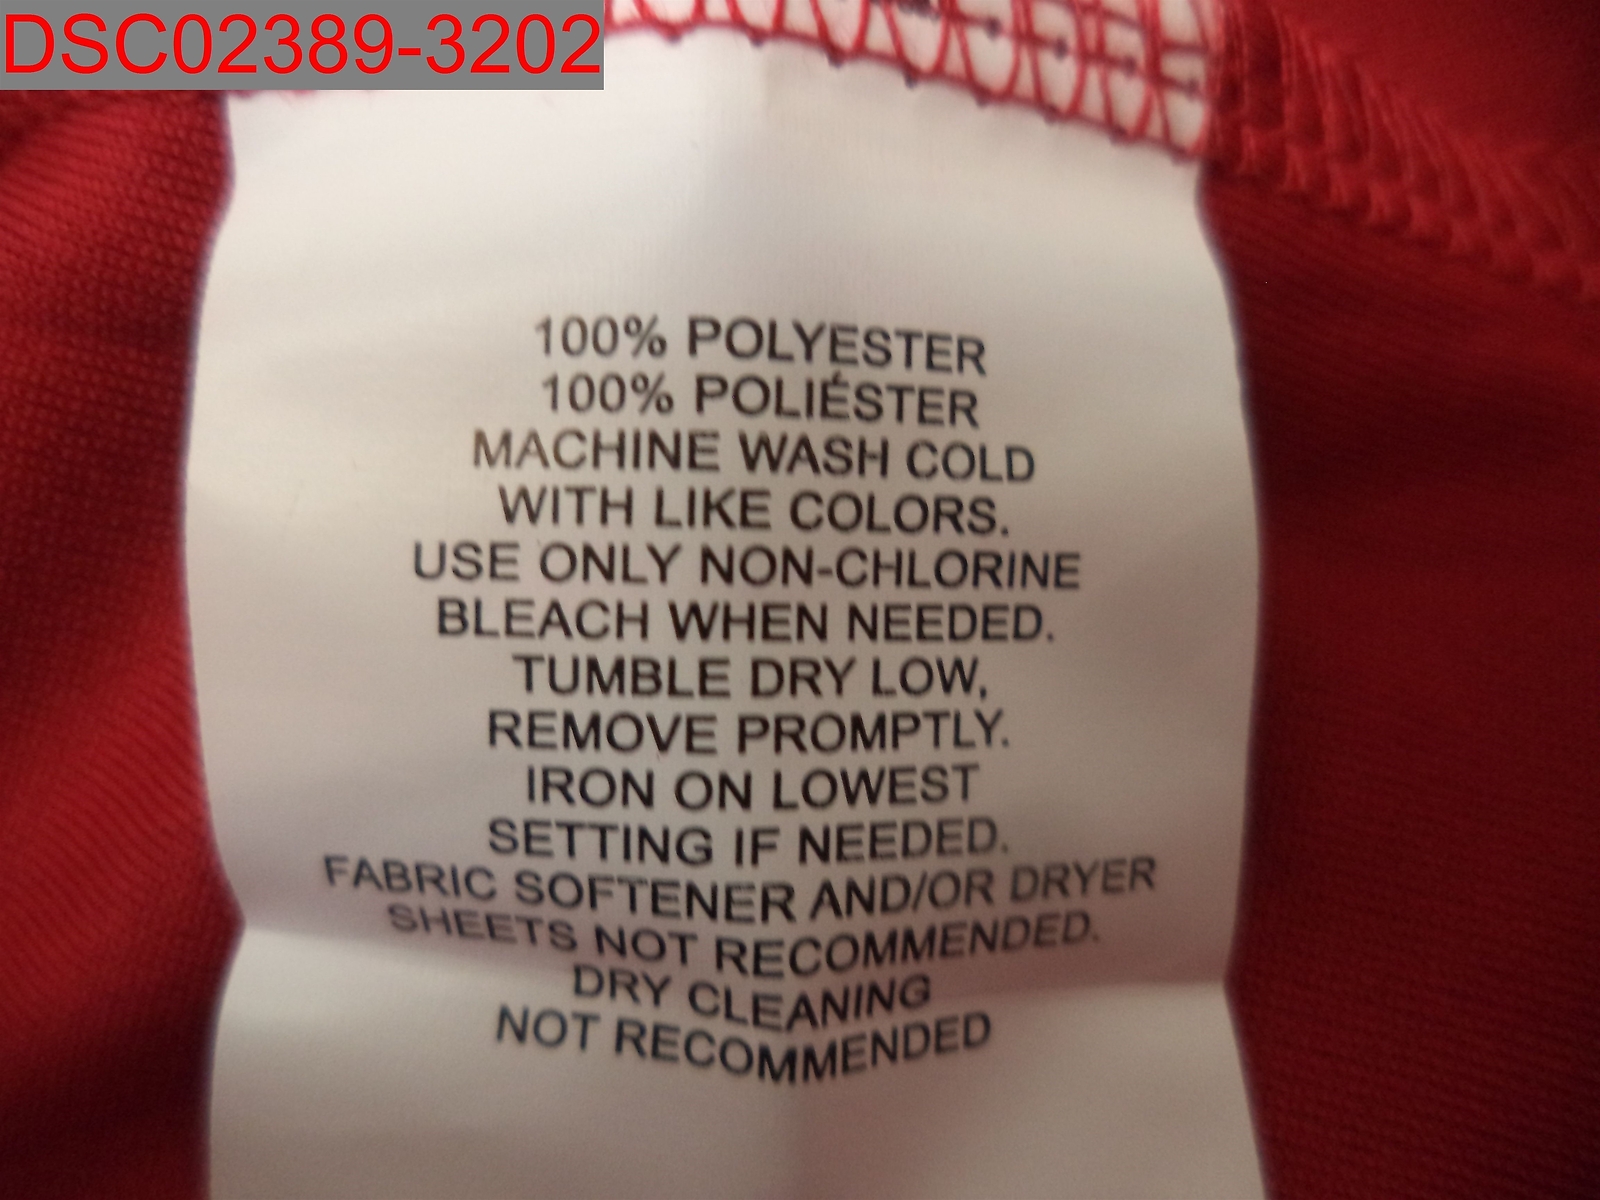 DSC02389-3202
100% POLYESTER
100% POLIÉSTER
MACHINE WASH COLD
WITH LIKE COLORS.
USE ONLY NON-CHLORINE
BLEACH WHEN NEEDED.
TUMBLE DRY LOW,
REMOVE PROMPTLY.
IRON ON LOWEST
SETTING IF NEEDED.
FABRIC SOFTENER AND/OR DRYER
SHEETS NOT RECOMMENDED.
DRY CLEANING
NOT RECOMMENDED